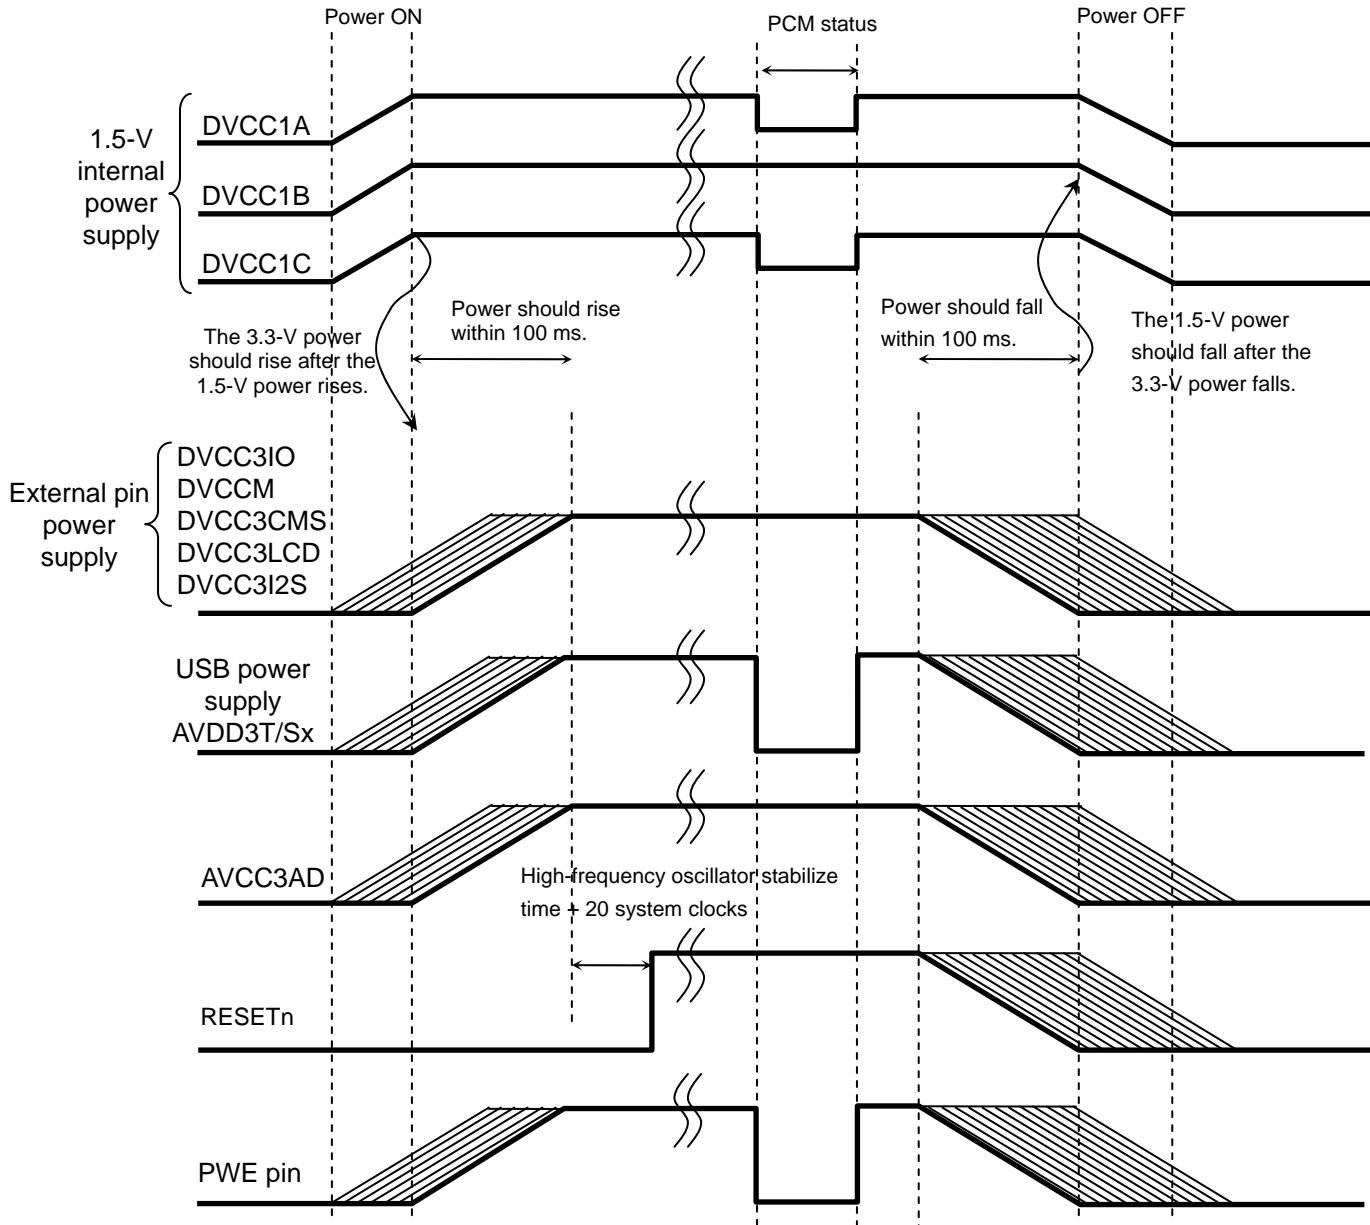 Power ON
PCM status
Power OFF
1.5-V
internal
power
supply
DVCC1A
DVCC1B
DVCC1C
The 3.3-V power
should rise after the
1.5-V power rises.
Power should rise
within 100 ms.
Power should fall
within 100 ms.
The 1.5-V power
should fall after the
3.3-V power falls.
External pin
power
supply
DVCC3IO
DVCCM
DVCC3CMS
DVCC3LCD
DVCC3I2S
USB power
supply
AVDD3T/Sx
AVCC3AD
High-frequency oscillator stabilize
time + 20 system clocks
RESETn
PWE pin